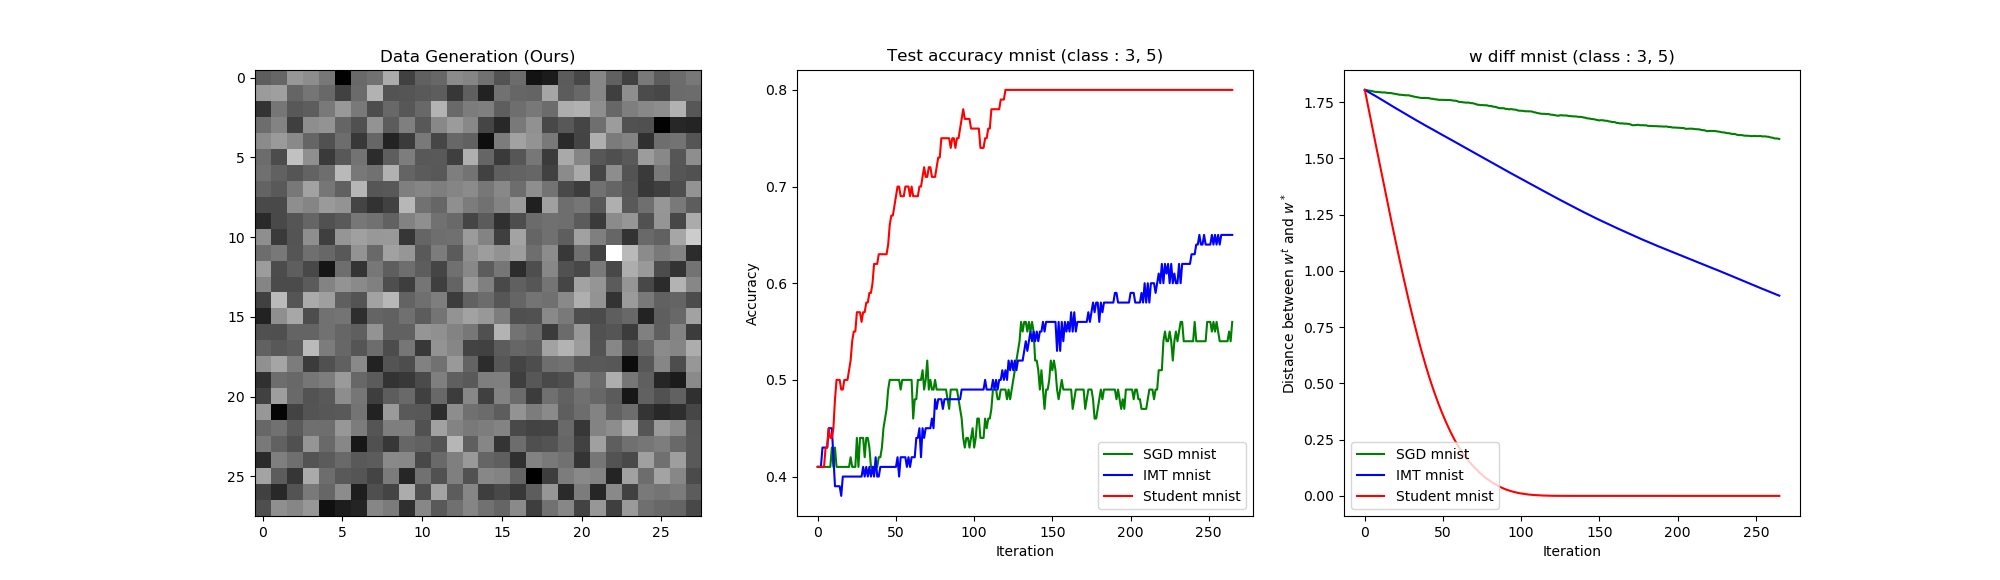 Data Generation (Ours)
0
5
10
15
20
25
0 5 10 15 20 25
Test accuracy mnist (class : 3, 5)
Accuracy
0.8
0.7
0.6
0.5
0.4
0 50 100 150 200 250
Iteration
SGD mnist
IMT mnist
Student mnist
w diff mnist (class : 3, 5)
Distance between w^t and w^*
1.75
1.50
1.25
1.00
0.75
0.50
0.25
0.00
0 50 100 150 200 250
Iteration
SGD mnist
IMT mnist
Student mnist